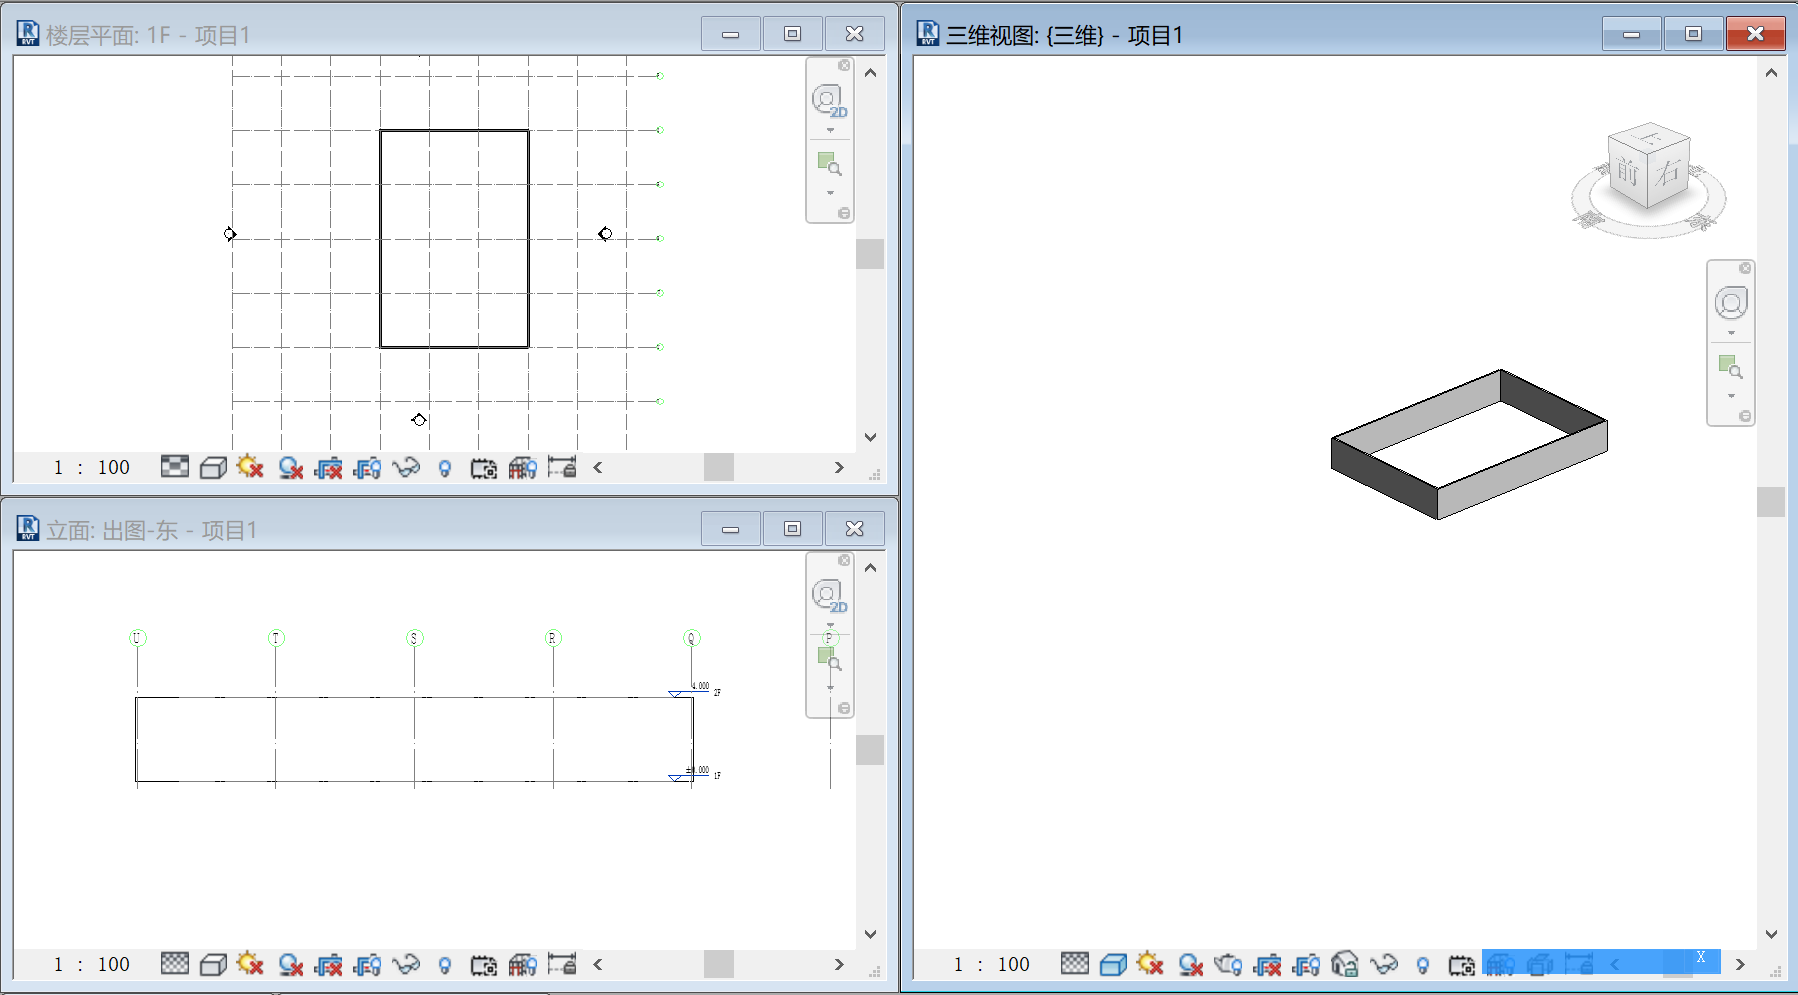 楼层平面: 1F - 项目1
1 : 100
立面: 出图-东 - 项目1
2D
U T S R Q P
4.000 2F
±0.000 1F
1 : 100
三维视图: {三维} - 项目1
上
前 右
1 : 100
X
2D